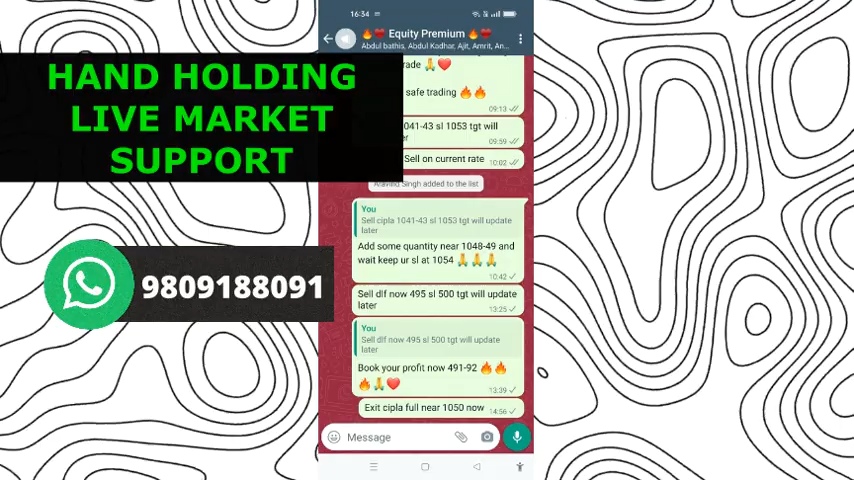 HAND HOLDING
LIVE MARKET
SUPPORT
9809188091
16:34
Equity Premium
Abdul bathis, Abdul Kadhar, Ajit, Amrit, An...
rade
safe trading
09:13
1041-43 sl 1053 tgt will
er
09:59
Sell on current rate
10:02
Aravind Singh added to the list
You
Sell cipla 1041-43 sl 1053 tgt will update
later
Add some quantity near 1048-49 and
wait keep ur sl at 1054
10:42
Sell dlf now 495 sl 500 tgt will update
later
13:25
You
Sell dlf now 495 sl 500 tgt will update
later
Book your profit now 491-92
13:39
Exit cipla full near 1050 now
14:56
Message